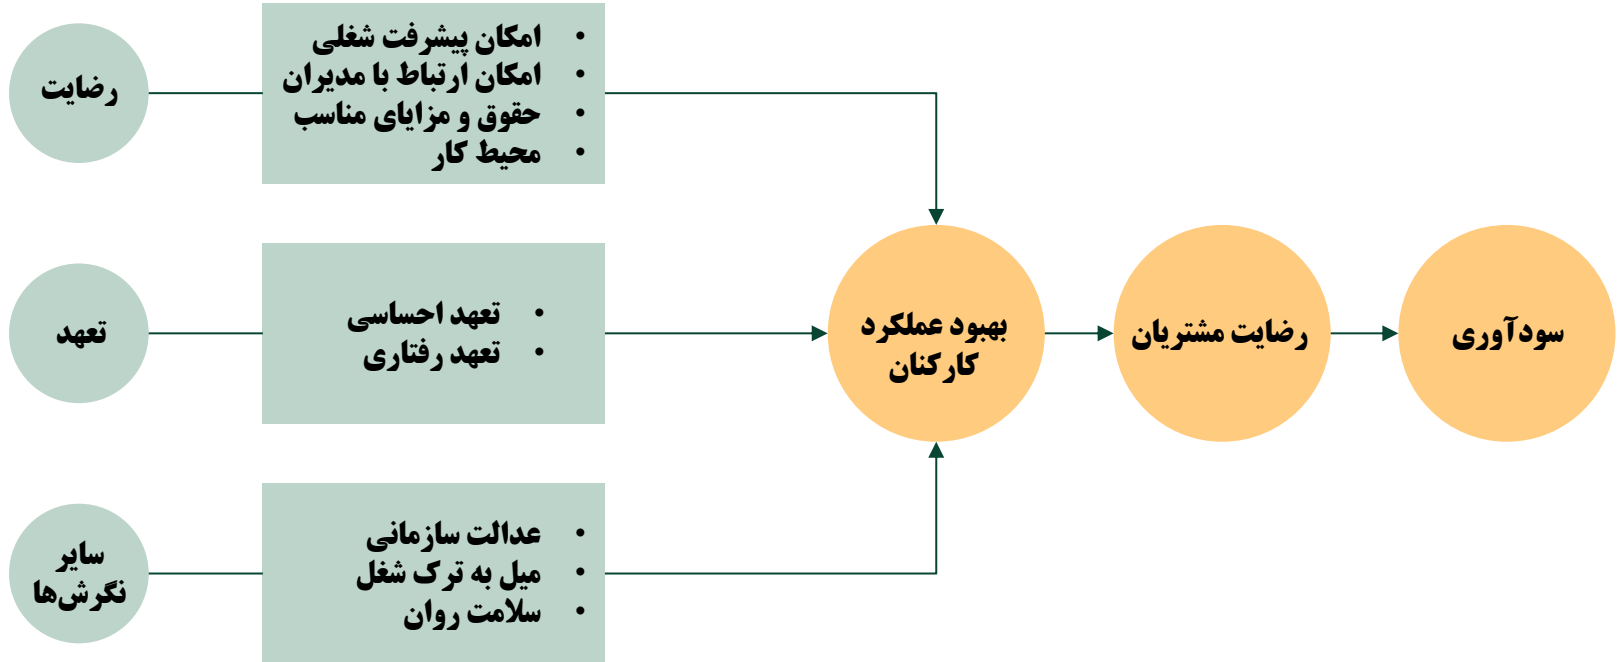 رضایت
• امکان پیشرفت شغلی
• امکان ارتباط با مدیران
• حقوق و مزایای مناسب
• محیط کار
تعهد
• تعهد احساسی
• تعهد رفتاری
سایر
نگرش‌ها
• عدالت سازمانی
• میل به ترک شغل
• سلامت روان
بهبود عملکرد
کارکنان
رضایت مشتریان
سودآوری